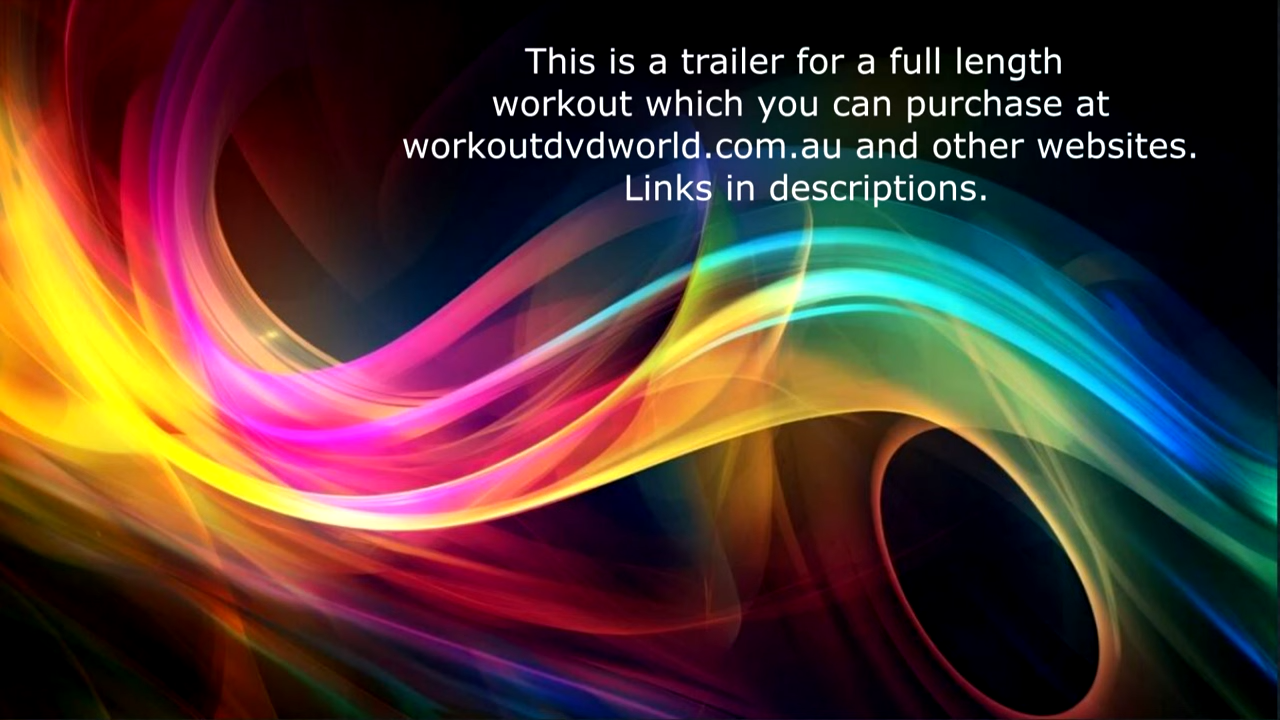 This is a trailer for a full length
workout which you can purchase at
workoutdvdworld.com.au and other websites.
Links in descriptions.